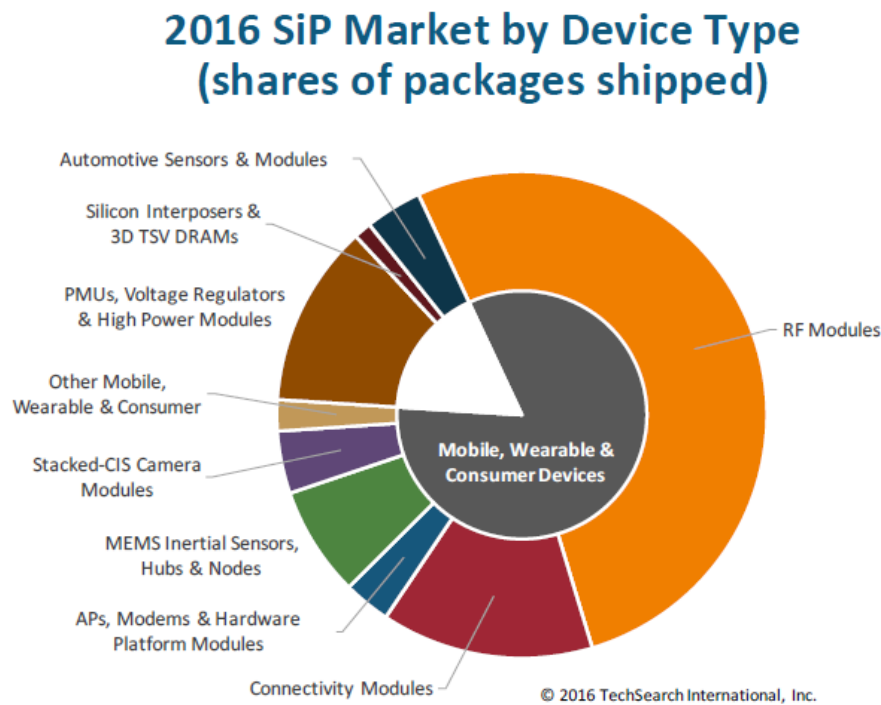 2016 SiP Market by Device Type
(shares of packages shipped)
Automotive Sensors & Modules
Silicon Interposers &
3D TSV DRAMs
PMUs, Voltage Regulators
& High Power Modules
RF Modules
Other Mobile,
Wearable & Consumer
Mobile, Wearable &
Consumer Devices
Stacked-CIS Camera
Modules
MEMS Inertial Sensors,
Hubs & Nodes
APs, Modems & Hardware
Platform Modules
Connectivity Modules
© 2016 TechSearch International, Inc.